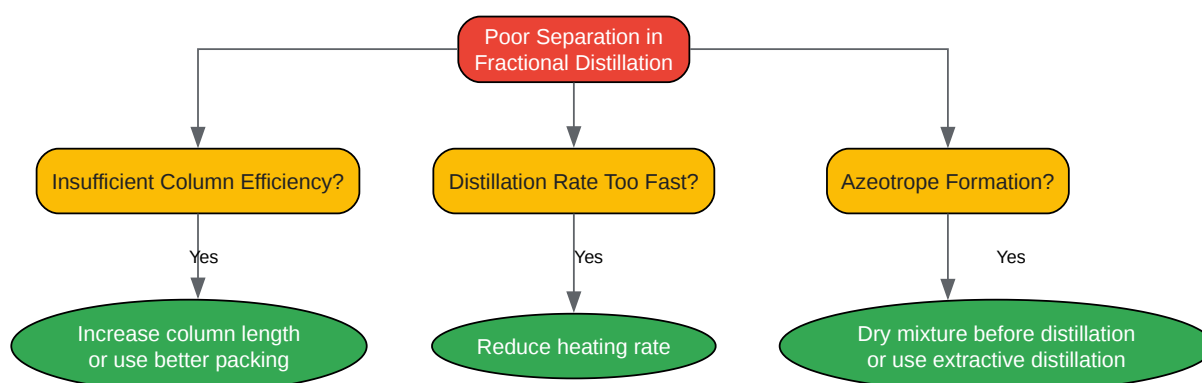 Poor Separation in
Fractional Distillation
Insufficient Column Efficiency?
Distillation Rate Too Fast?
Azeotrope Formation?
Yes
Yes
Yes
Increase column length
or use better packing
Reduce heating rate
Dry mixture before distillation
or use extractive distillation